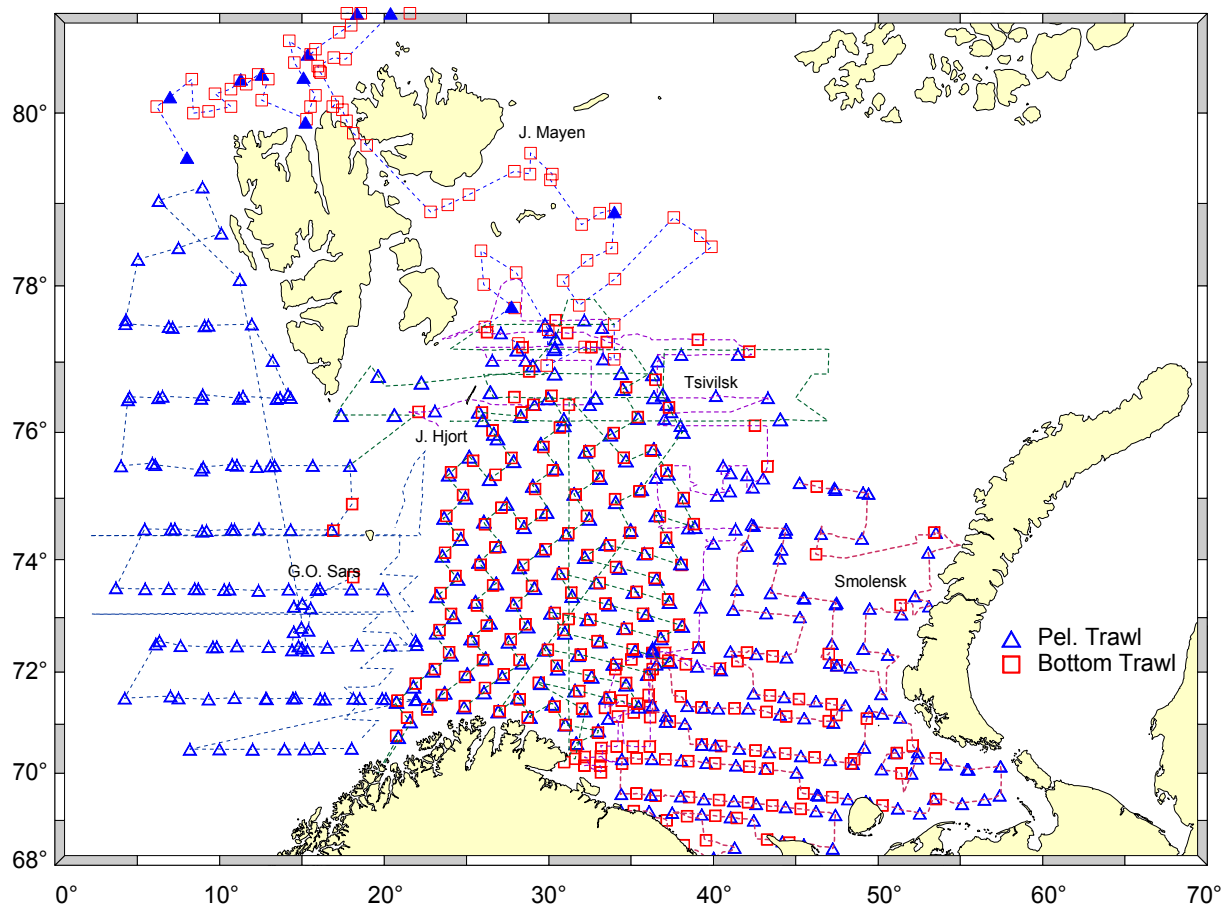 80°
J. Mayen
78°
Tsivilsk
76°
J. Hjort
74°
G.O. Sars
Smolensk
Pel. Trawl
Bottom Trawl
72°
70°
68°
0°
10°
20°
30°
40°
50°
60°
70°